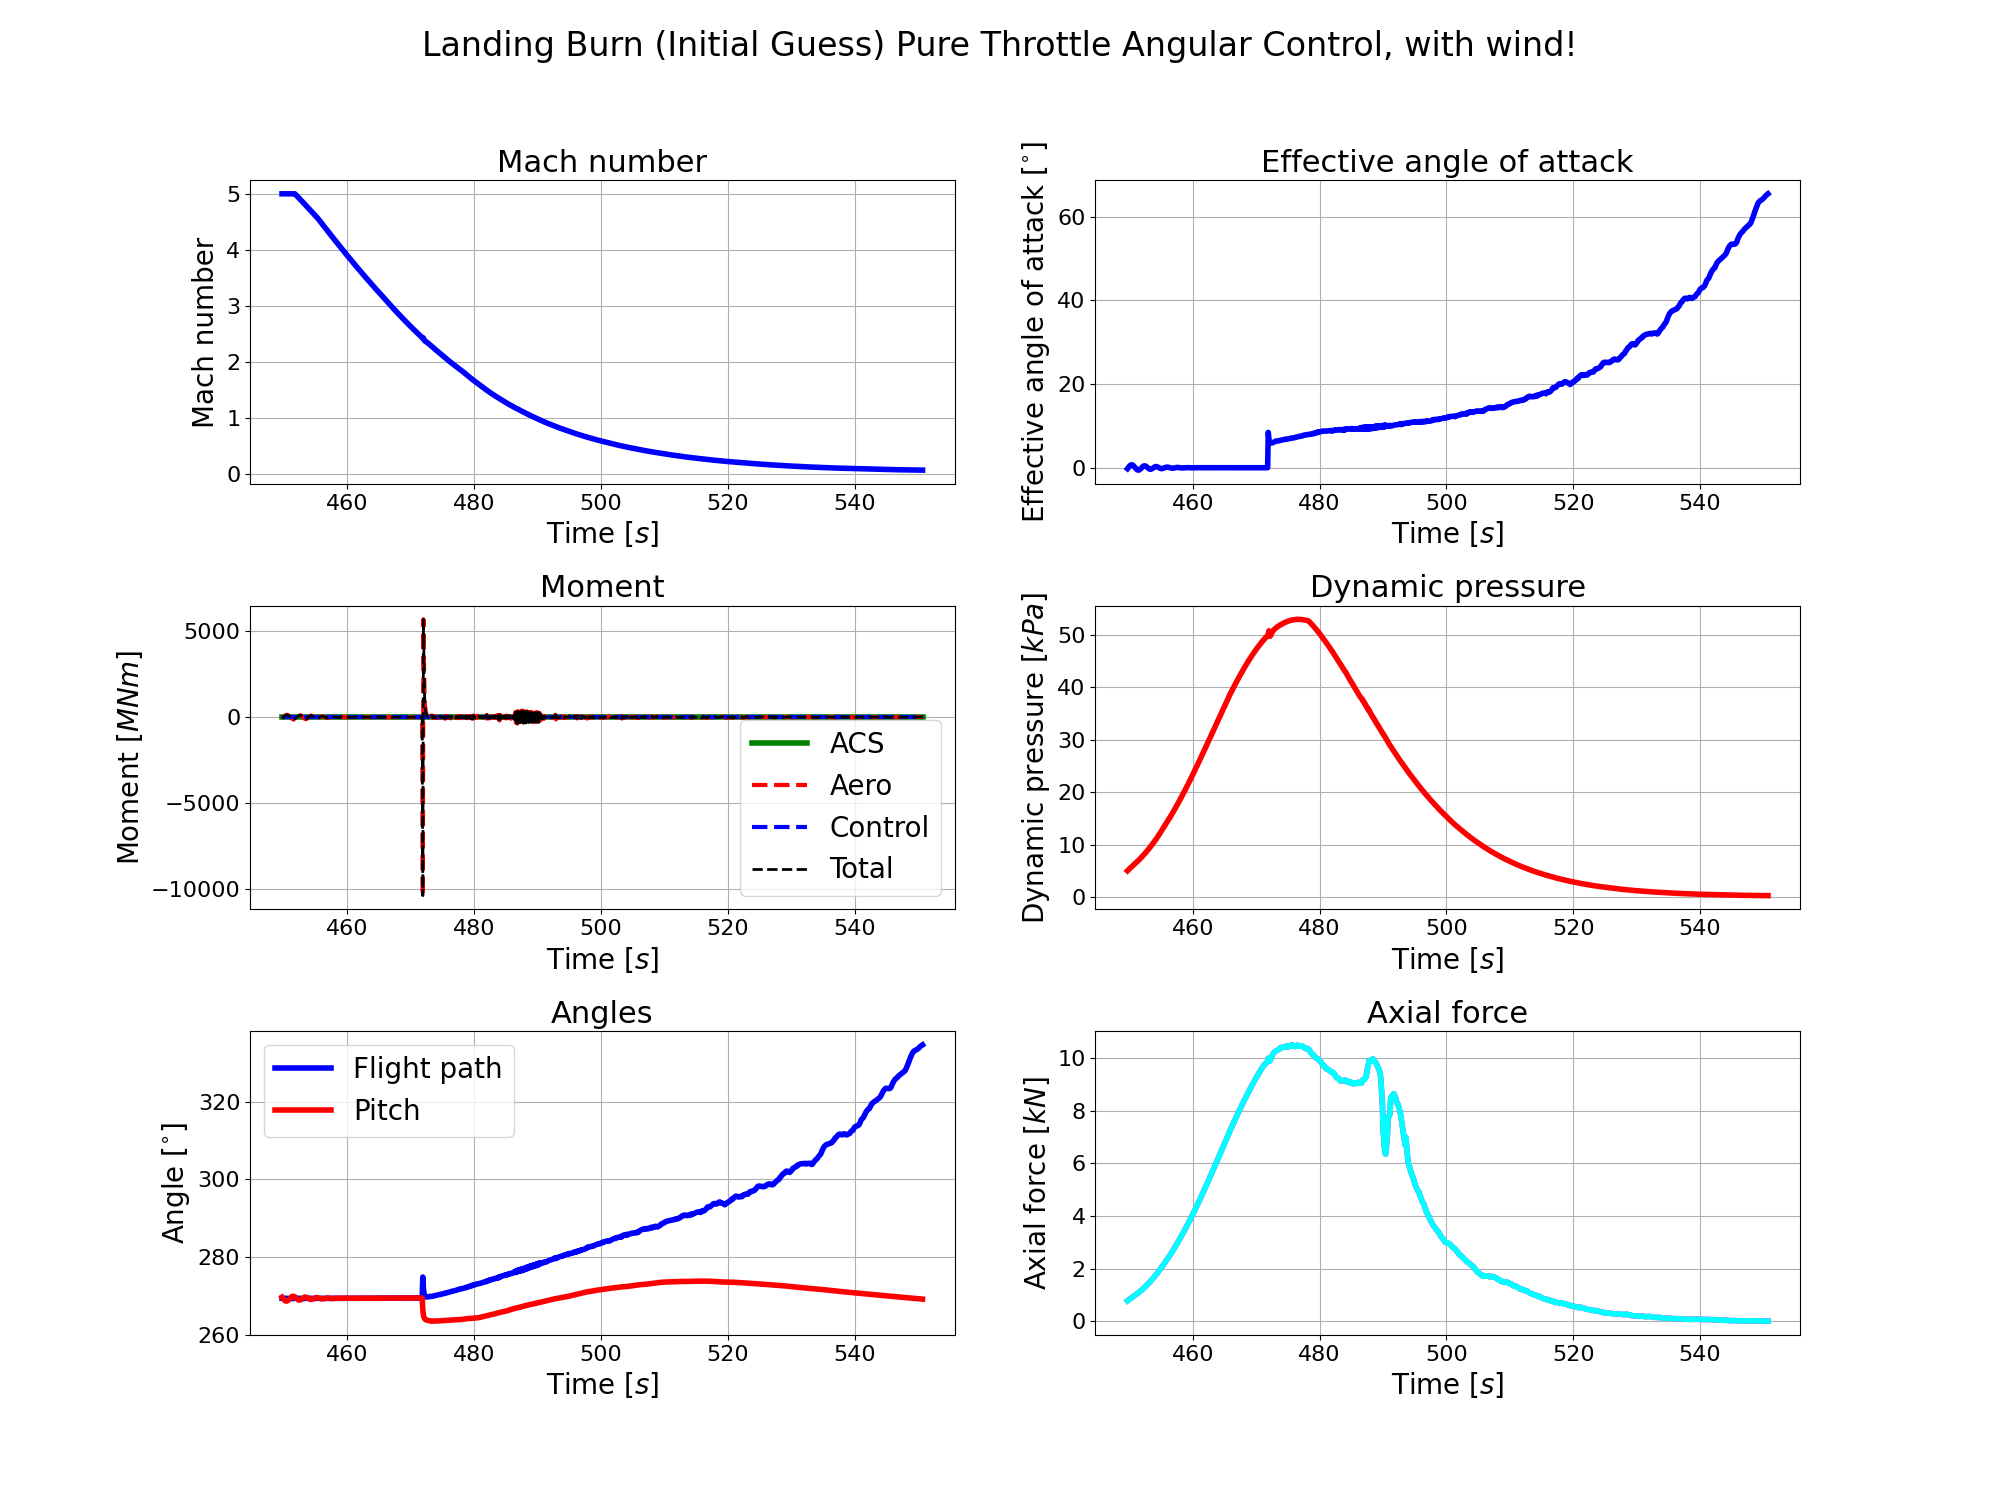 Landing Burn (Initial Guess) Pure Throttle Angular Control, with wind!
Mach number
Mach number
5
4
3
2
1
0
460 480 500 520 540
Time [s]
Effective angle of attack
Effective angle of attack [°]
60
40
20
0
460 480 500 520 540
Time [s]
Moment
Moment [MNm]
5000
0
−5000
−10000
ACS
Aero
Control
Total
460 480 500 520 540
Time [s]
Dynamic pressure
Dynamic pressure [kPa]
50
40
30
20
10
0
460 480 500 520 540
Time [s]
Angles
Angle [°]
320
300
280
260
Flight path
Pitch
460 480 500 520 540
Time [s]
Axial force
Axial force [kN]
10
8
6
4
2
0
460 480 500 520 540
Time [s]